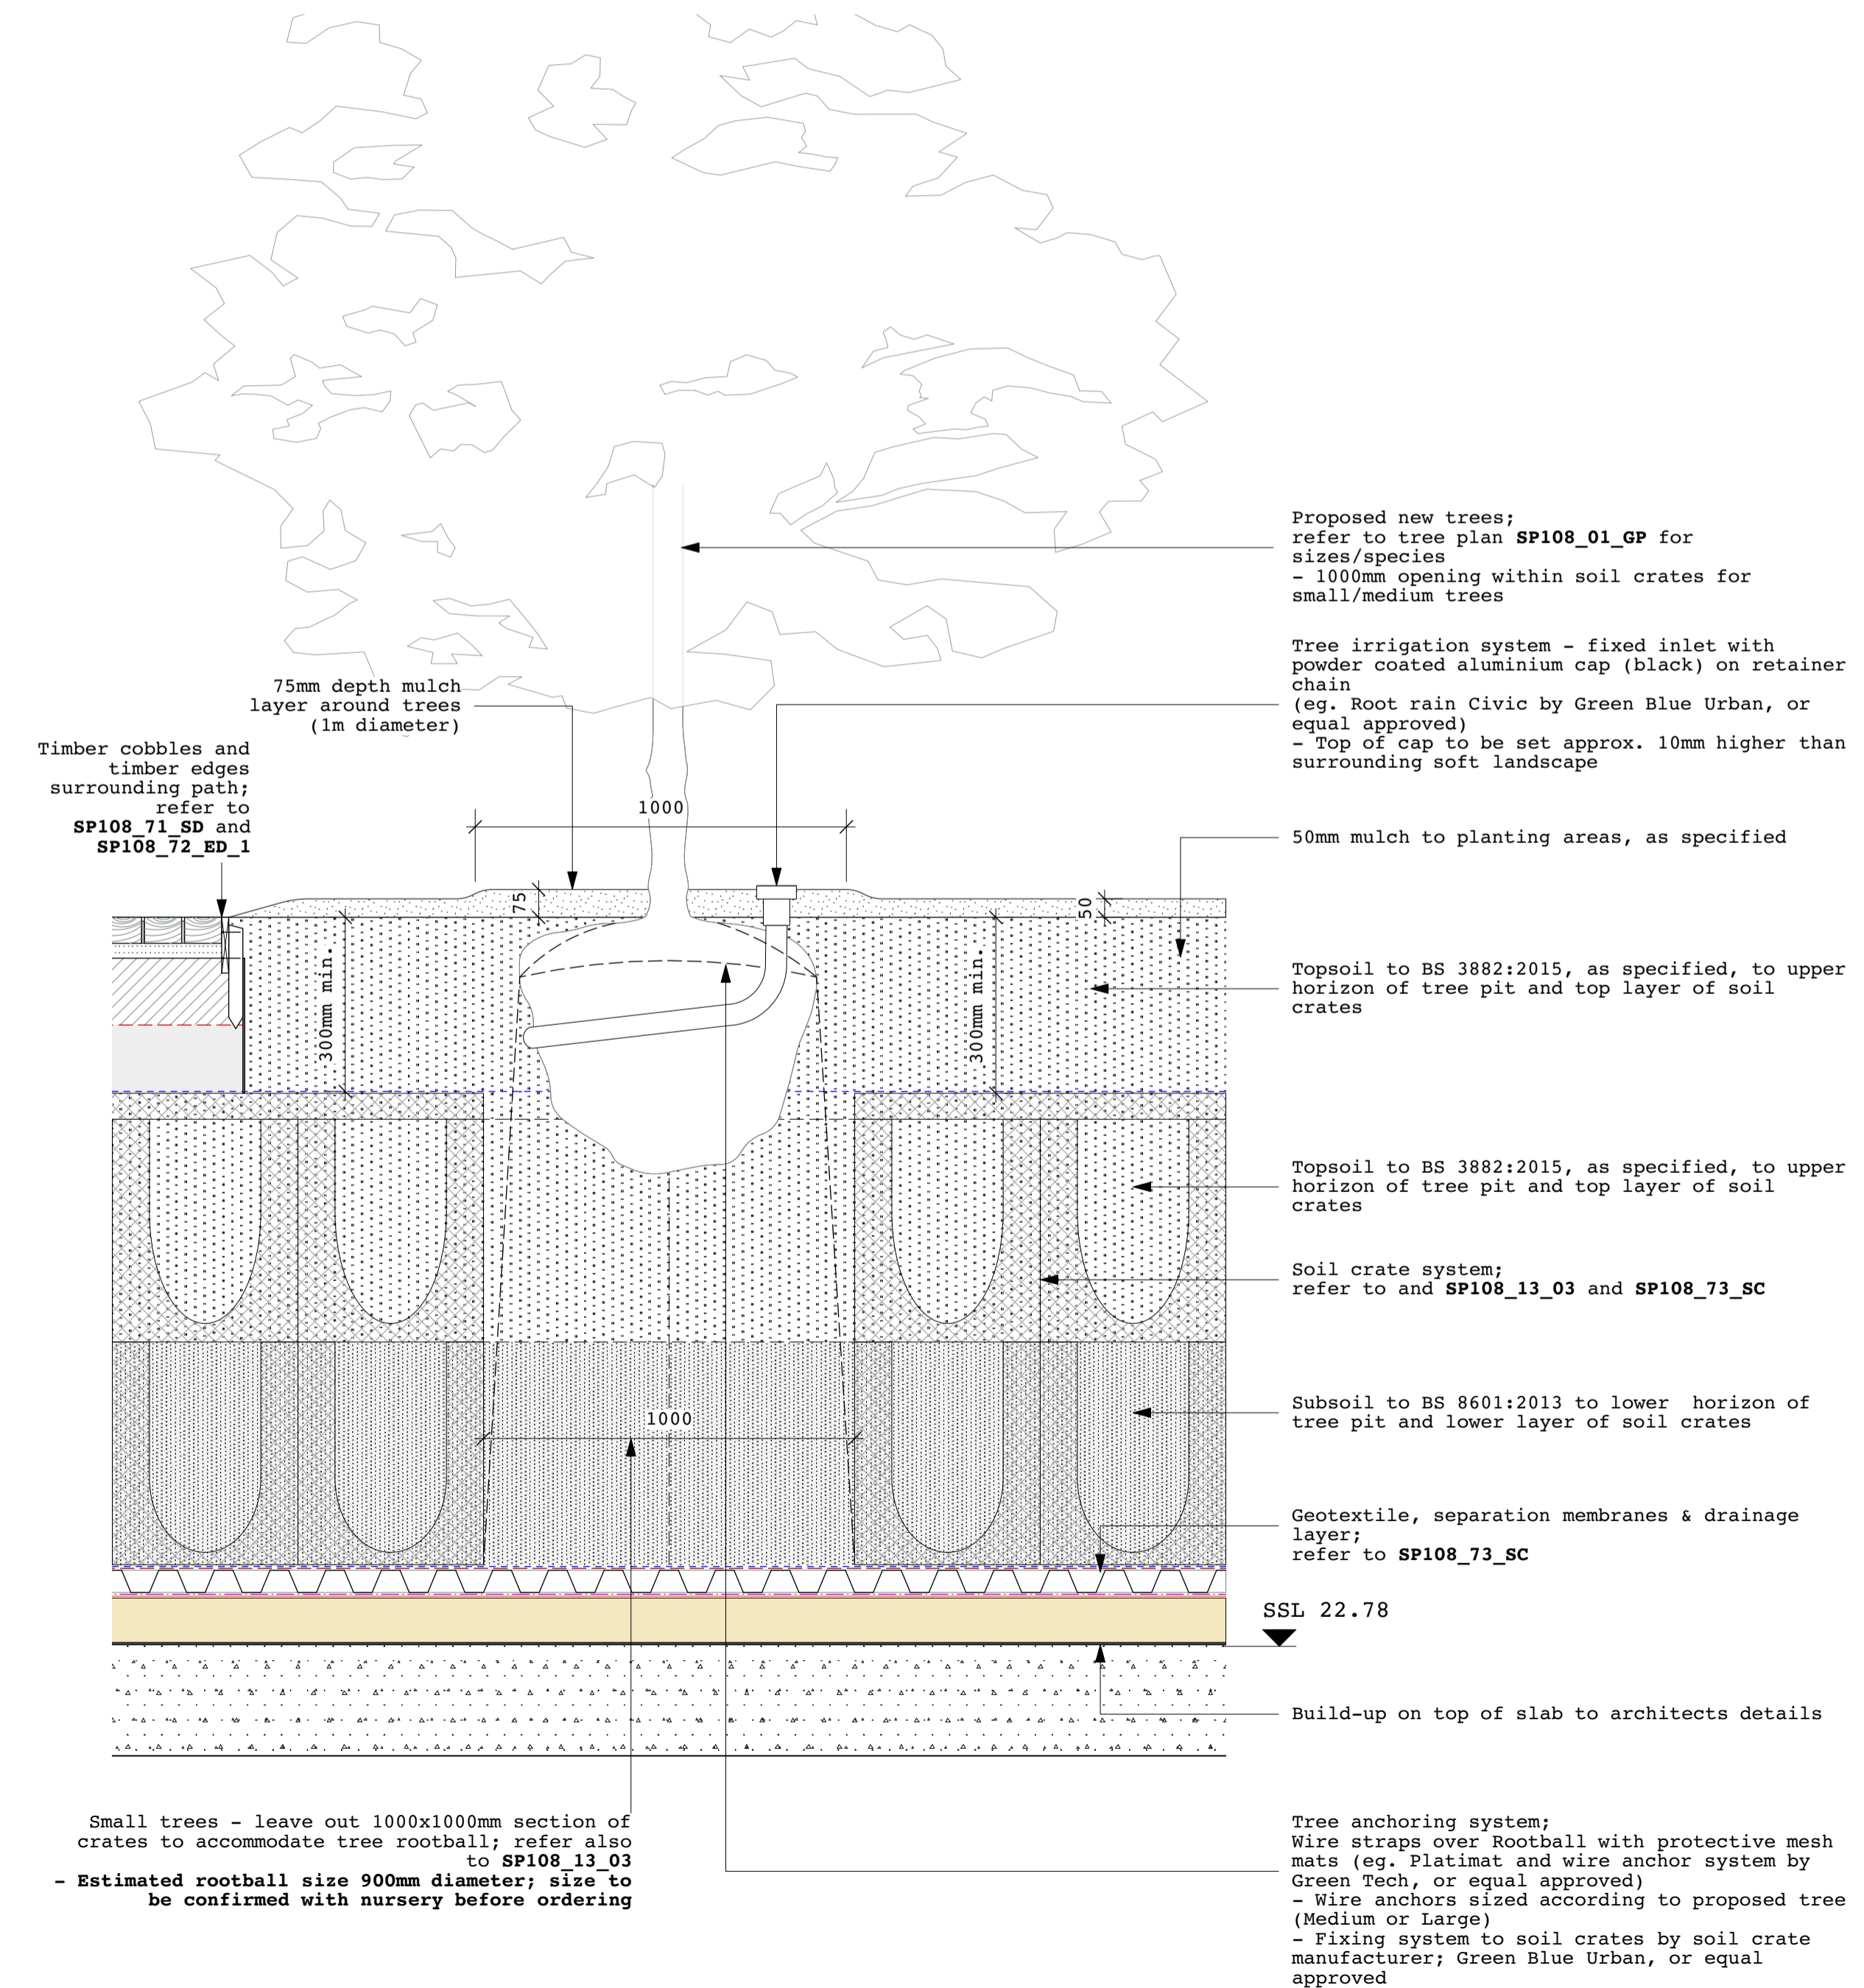 Proposed new trees;
refer to tree plan SP108_01_GP for
sizes/species
- 1000mm opening within soil crates for
small/medium trees
Tree irrigation system - fixed inlet with
powder coated aluminium cap (black) on retainer
chain
(eg. Root rain Civic by Green Blue Urban, or
equal approved)
- Top of cap to be set approx. 10mm higher than
surrounding soft landscape
75mm depth mulch
layer around trees
(1m diameter)
Timber cobbles and
timber edges
surrounding path;
refer to
SP108_71_SD and
SP108_72_ED_1
1000
50mm mulch to planting areas, as specified
75
50
300mm min.
300mm min.
Topsoil to BS 3882:2015, as specified, to upper
horizon of tree pit and top layer of soil
crates
Topsoil to BS 3882:2015, as specified, to upper
horizon of tree pit and top layer of soil
crates
Soil crate system;
refer to and SP108_13_03 and SP108_73_SC
Subsoil to BS 8601:2013 to lower  horizon of
tree pit and lower layer of soil crates
1000
Geotextile, separation membranes & drainage
layer;
refer to SP108_73_SC
SSL 22.78
Build-up on top of slab to architects details
Small trees - leave out 1000x1000mm section of
crates to accommodate tree rootball; refer also
to SP108_13_03
- Estimated rootball size 900mm diameter; size to
be confirmed with nursery before ordering
Tree anchoring system;
Wire straps over Rootball with protective mesh
mats (eg. Platimat and wire anchor system by
Green Tech, or equal approved)
- Wire anchors sized according to proposed tree
(Medium or Large)
- Fixing system to soil crates by soil crate
manufacturer; Green Blue Urban, or equal
approved